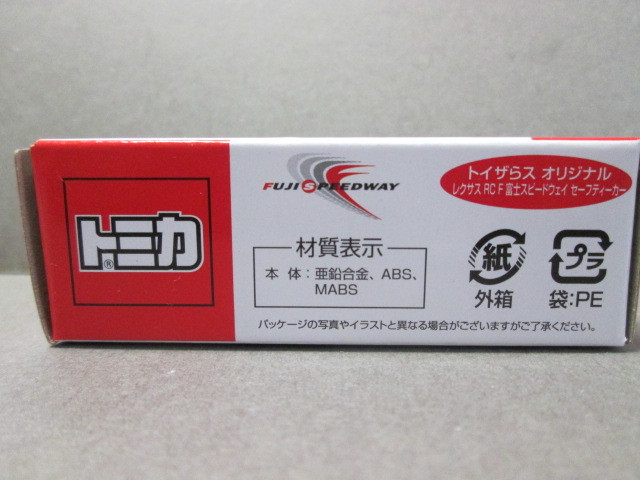 トミカ
®
FUJI SPEEDWAY
トイザらス オリジナル
レクサス RC F 富士スピードウェイ セーフティーカー
材質表示
本 体:亜鉛合金、ABS、
MABS
紙
外箱
プラ
袋:PE
パッケージの写真やイラストと異なる場合がございますがご了承ください。